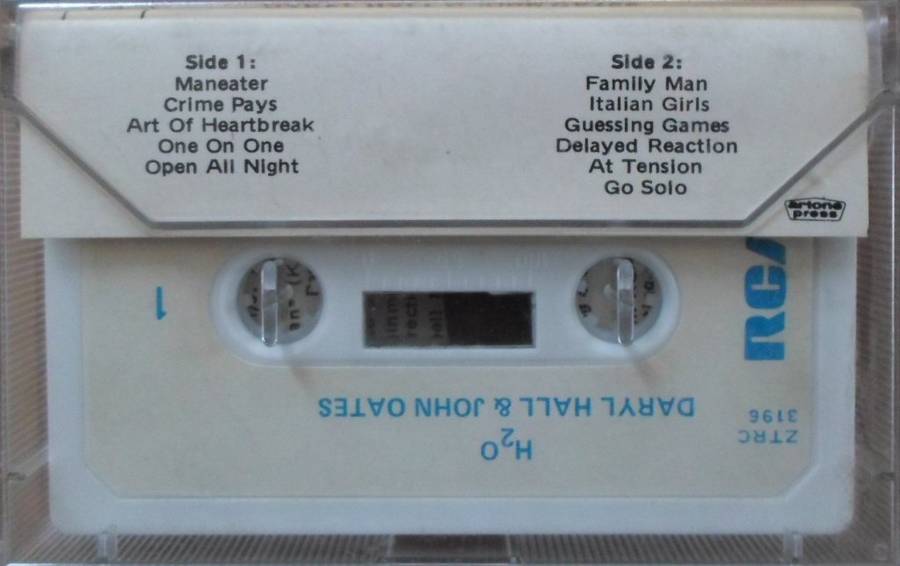 Side 1:
Maneater
Crime Pays
Art Of Heartbreak
One On One
Open All Night
Side 2:
Family Man
Italian Girls
Guessing Games
Delayed Reaction
At Tension
Go Solo
artone
press
1
RCA
DARYL HALL & JOHN OATES
H₂O
ZTRC
3196